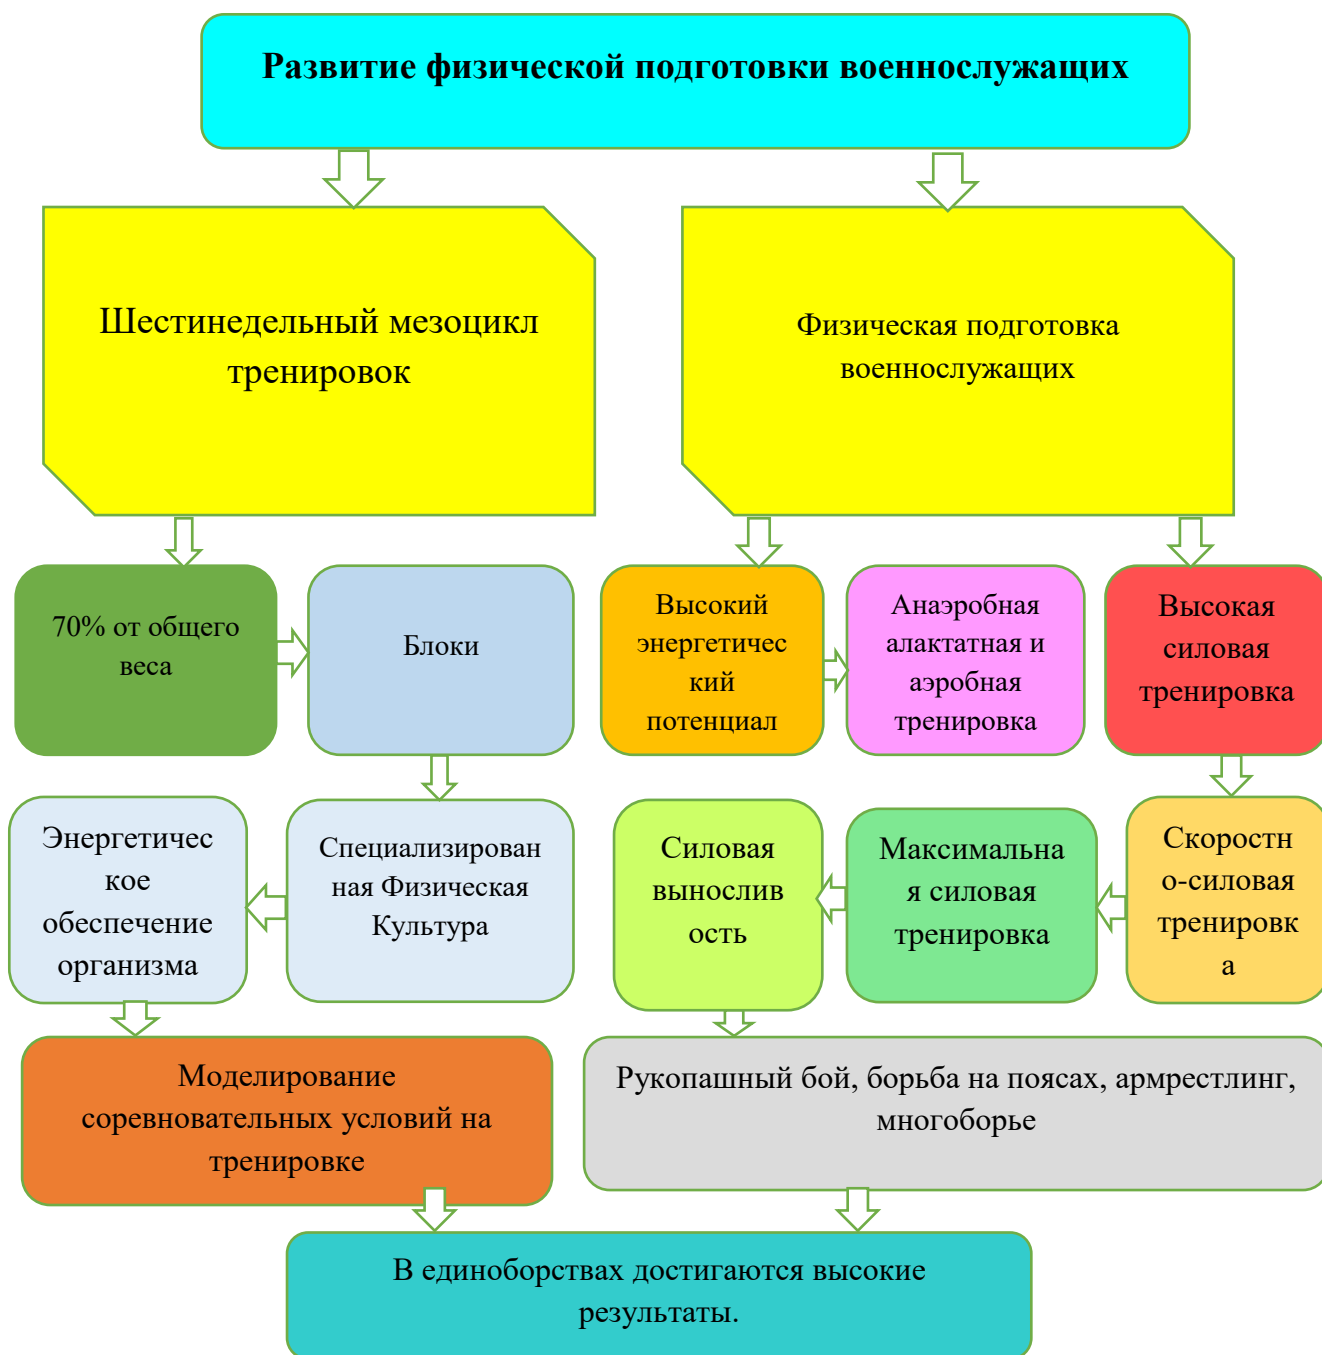 Развитие физической подготовки военнослужащих
Шестинедельный мезоцикл
тренировок
Физическая подготовка
военнослужащих
70% от общего
веса
Блоки
Высокий
энергетичес
кий
потенциал
Анаэробная
алактатная и
аэробная
тренировка
Высокая
силовая
тренировка
Энергетичес
кое
обеспечение
организма
Специализирован
ная Физическая
Культура
Силовая
вынослив
ость
Максимальна
я силовая
тренировка
Скоростн
о-силовая
тренировк
а
Моделирование
соревновательных условий на
тренировке
Рукопашный бой, борьба на поясах, армрестлинг,
многоборье
В единоборствах достигаются высокие
результаты.